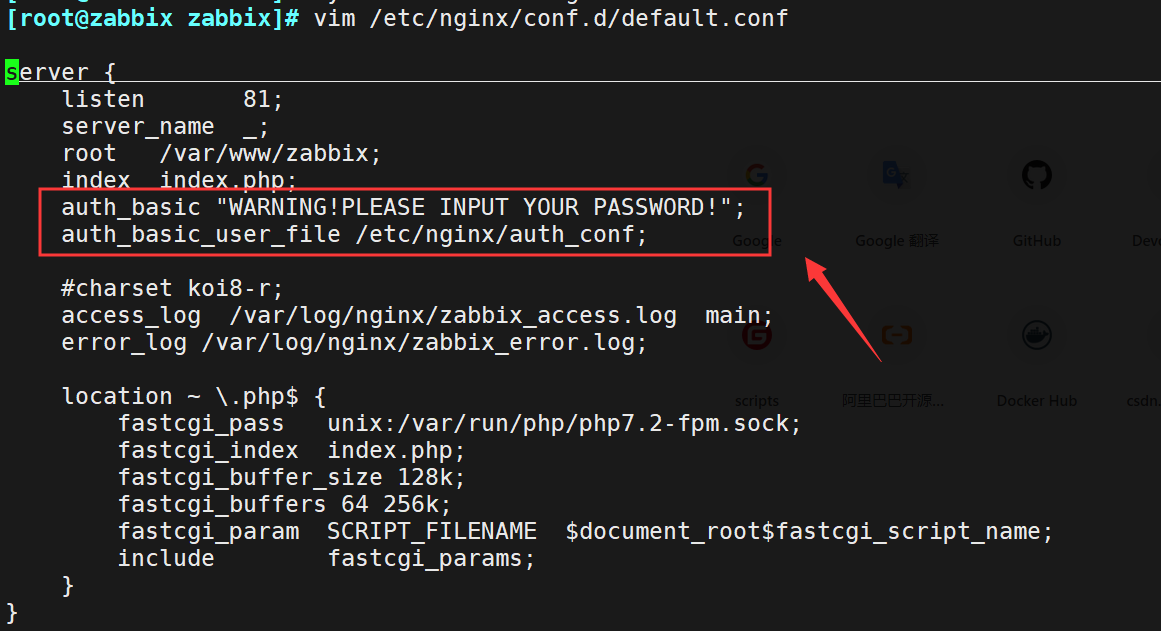 [root@zabbix zabbix]# vim /etc/nginx/conf.d/default.conf
server {
    listen       81;
    server_name  _;
    root   /var/www/zabbix;
    index  index.php;
    auth_basic "WARNING!PLEASE INPUT YOUR PASSWORD!";
    auth_basic_user_file /etc/nginx/auth_conf;
    #charset koi8-r;
    access_log  /var/log/nginx/zabbix_access.log  main;
    error_log /var/log/nginx/zabbix_error.log;
    location ~ \.php$ {
        fastcgi_pass   unix:/var/run/php/php7.2-fpm.sock;
        fastcgi_index  index.php;
        fastcgi_buffer_size 128k;
        fastcgi_buffers 64 256k;
        fastcgi_param  SCRIPT_FILENAME  $document_root$fastcgi_script_name;
        include        fastcgi_params;
    }
}
Google Google 翻译 GitHub
scripts 阿里巴巴开源... Docker Hub csdn.